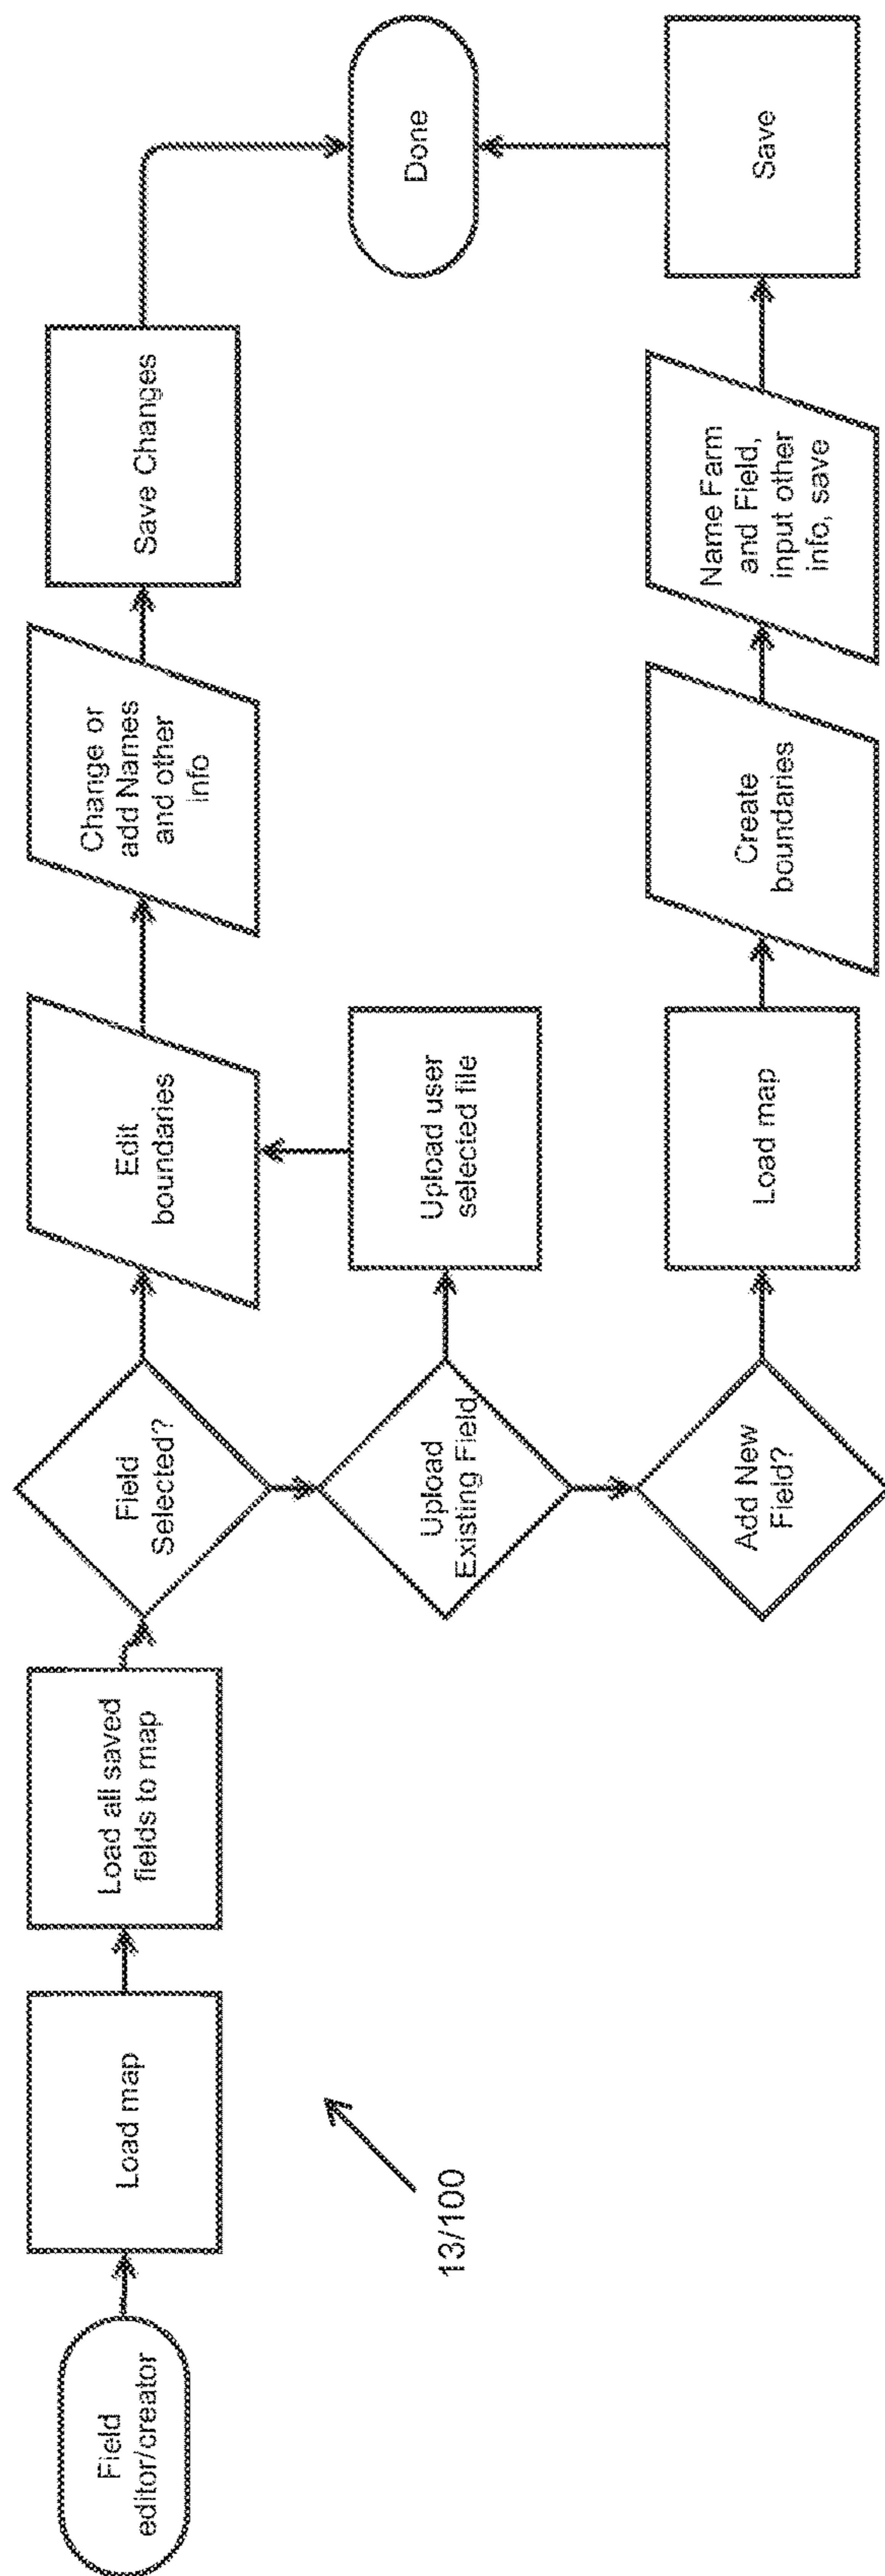 Field
editor/creator
Load map
Load all saved
fields to map
Field
Selected?
Edit
boundaries
Change or
add Names
and other
info
Save Changes
Upload
Existing Field
Upload user
selected file
Done
Add New
Field?
Load map
Create
boundaries
Name Farm
and Field,
input other
info, save
Save
13/100